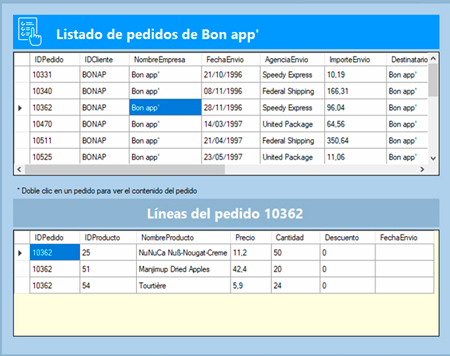 Listado de pedidos de Bon app'
IDPedido IDCliente NombreEmpresa FechaEnvio AgenciaEnvio ImporteEnvio Destinatario
10331 BONAP Bon app' 21/10/1996 Speedy Express 10,19 Bon app'
10340 BONAP Bon app' 08/11/1996 Federal Shipping 166,31 Bon app'
10362 BONAP Bon app' 28/11/1996 Speedy Express 96,04 Bon app'
10470 BONAP Bon app' 14/03/1997 United Package 64,56 Bon app'
10511 BONAP Bon app' 21/04/1997 Federal Shipping 350,64 Bon app'
10525 BONAP Bon app' 23/05/1997 United Package 11,06 Bon app'
* Doble clic en un pedido para ver el contenido del pedido
Líneas del pedido 10362
IDPedido IDProducto NombreProducto Precio Cantidad Descuento FechaEnvio
10362 25 NuNuCa Nuß-Nougat-Creme 11,2 50 0
10362 51 Manjimup Dried Apples 42,4 20 0
10362 54 Tourtière 5,9 24 0